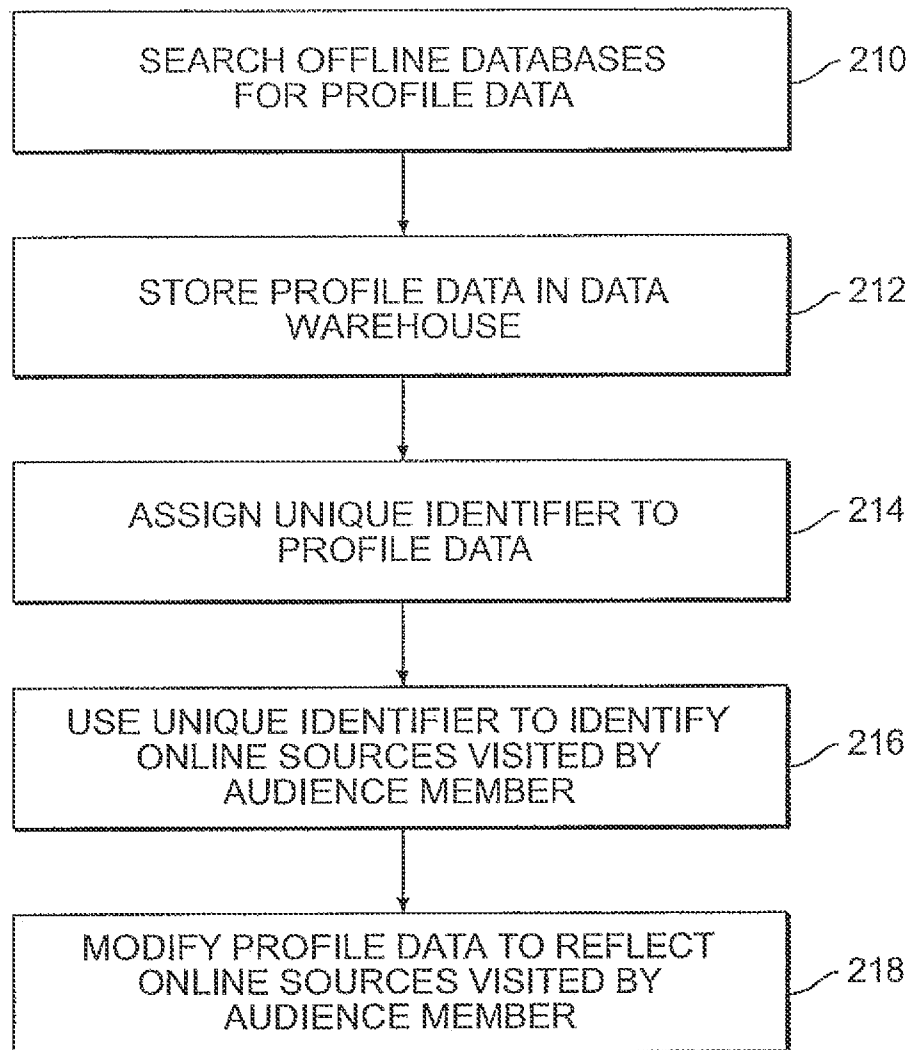 SEARCH OFFLINE DATABASES
FOR PROFILE DATA
210
STORE PROFILE DATA IN DATA
WAREHOUSE
212
ASSIGN UNIQUE IDENTIFIER TO
PROFILE DATA
214
USE UNIQUE IDENTIFIER TO IDENTIFY
ONLINE SOURCES VISITED BY
AUDIENCE MEMBER
216
MODIFY PROFILE DATA TO REFLECT
ONLINE SOURCES VISITED BY
AUDIENCE MEMBER
218